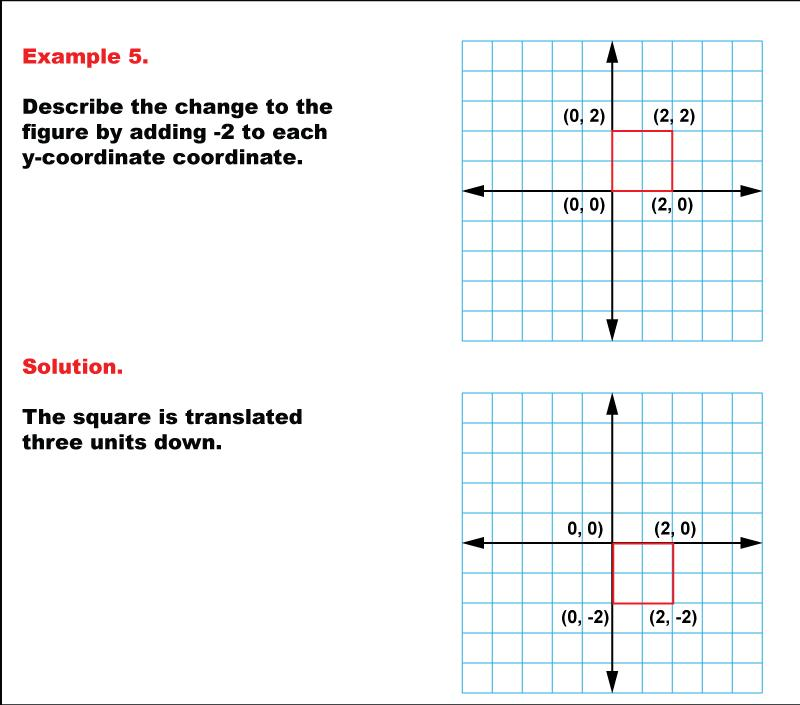 Example 5.
Describe the change to the
figure by adding -2 to each
y-coordinate coordinate.
(0, 2) (2, 2)
(0, 0) (2, 0)
Solution.
The square is translated
three units down.
0, 0) (2, 0)
(0, -2) (2, -2)